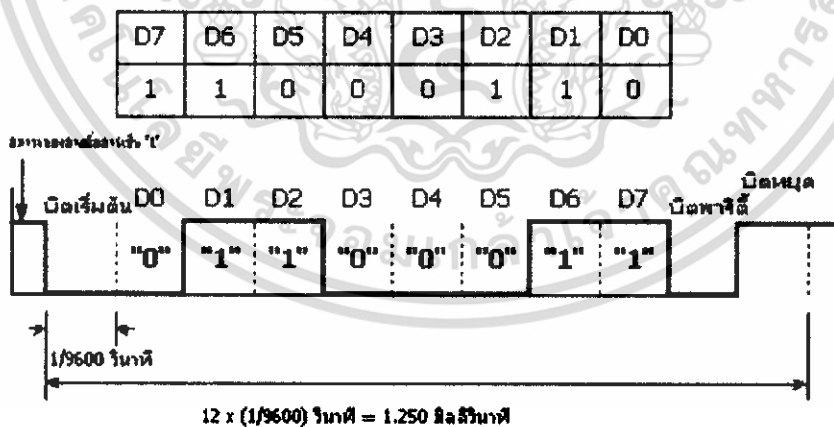 D7 D6 D5 D4 D3 D2 D1 D0
1 1 0 0 0 1 1 0
บิตเริ่มต้น D0 D1 D2 D3 D4 D5 D6 D7 บิตพาริตี้ บิตหยุด
"0" "1" "1" "0" "0" "0" "1" "1"
1/9600 วินาที
12 x (1/9600) วินาที = 1.250 มิลลิวินาที